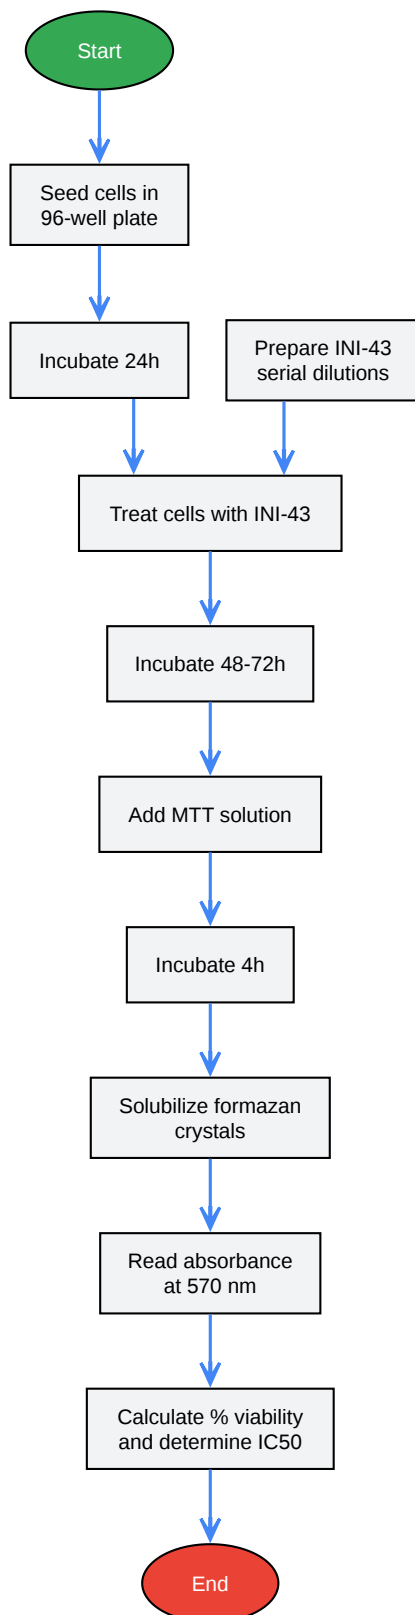 Start
Seed cells in
96-well plate
Incubate 24h
Prepare INI-43
serial dilutions
Treat cells with INI-43
Incubate 48-72h
Add MTT solution
Incubate 4h
Solubilize formazan
crystals
Read absorbance
at 570 nm
Calculate % viability
and determine IC50
End